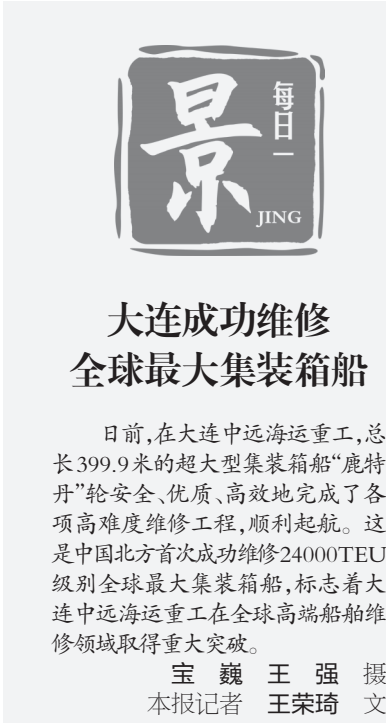 每日一
景
JING
大连成功维修
全球最大集装箱船
日前,在大连中远海运重工,总
长399.9米的超大型集装箱船“鹿特
丹”轮安全、优质、高效地完成了各
项高难度维修工程,顺利起航。这
是中国北方首次成功维修24000TEU
级别全球最大集装箱船,标志着大
连中远海运重工在全球高端船舶维
修领域取得重大突破。
宝 巍 王 强 摄
本报记者 王荣琦 文